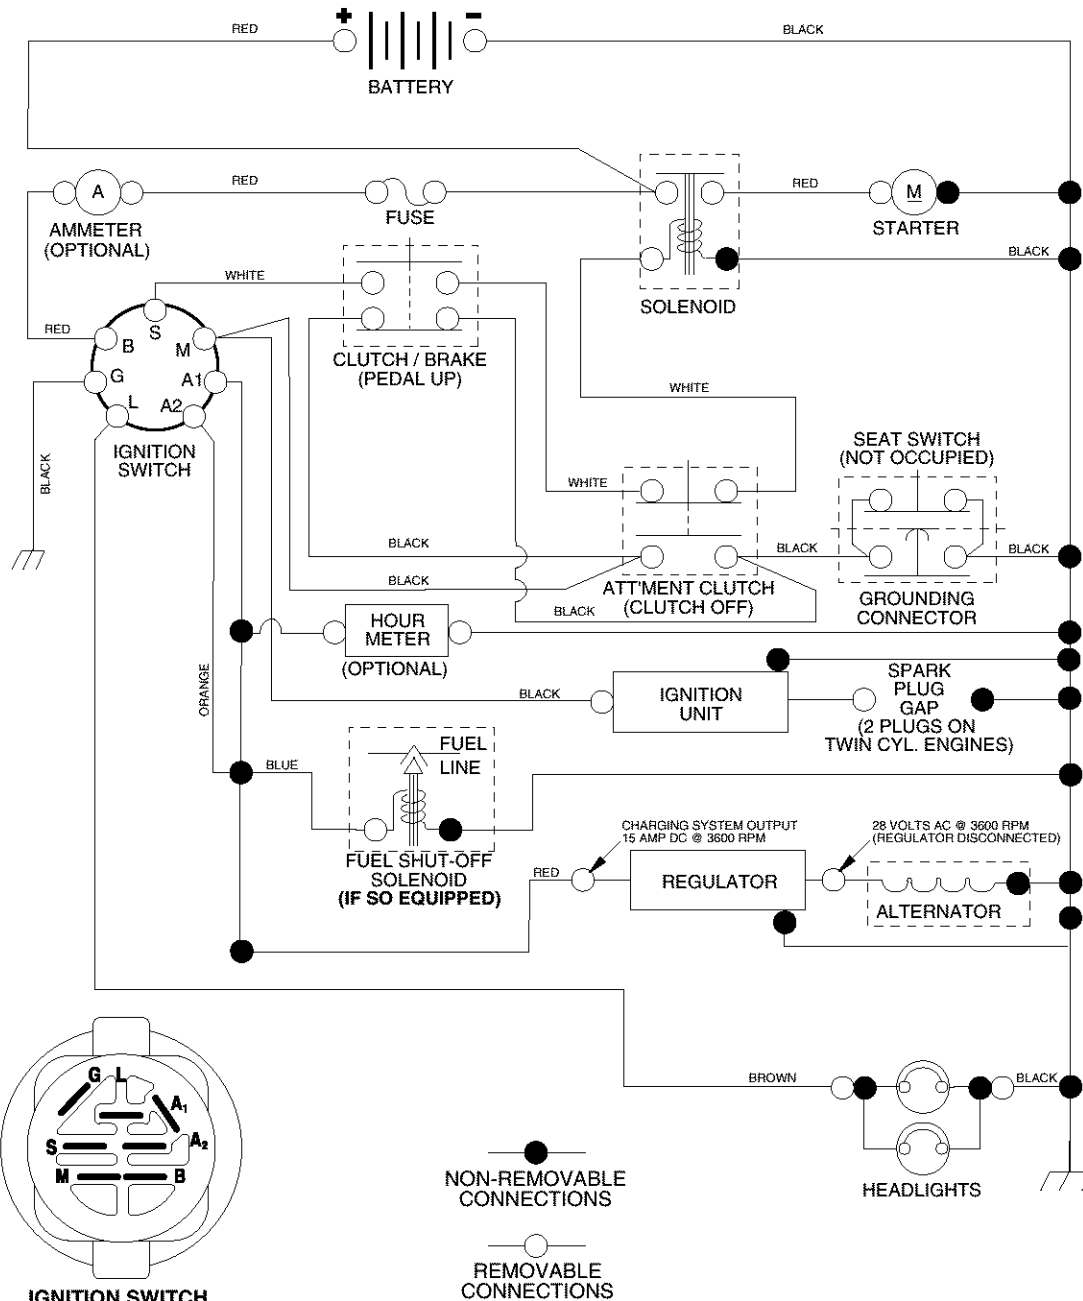 + −
RED
BLACK
BATTERY
A
RED
RED
M
AMMETER
(OPTIONAL)
FUSE
STARTER
BLACK
WHITE
SOLENOID
RED
S
B
M
G
A1
L
A2
CLUTCH / BRAKE
(PEDAL UP)
WHITE
IGNITION
SWITCH
BLACK
SEAT SWITCH
(NOT OCCUPIED)
WHITE
BLACK
BLACK
BLACK
BLACK
ATT'MENT CLUTCH
(CLUTCH OFF)
BLACK
GROUNDING
CONNECTOR
HOUR
METER
(OPTIONAL)
ORANGE
BLACK
IGNITION
UNIT
SPARK
PLUG
GAP
(2 PLUGS ON
TWIN CYL. ENGINES)
FUEL
LINE
BLUE
FUEL SHUT-OFF
SOLENOID
(IF SO EQUIPPED)
CHARGING SYSTEM OUTPUT
15 AMP DC @ 3600 RPM
28 VOLTS AC @ 3600 RPM
(REGULATOR DISCONNECTED)
RED
REGULATOR
ALTERNATOR
G L
A1
S
A2
M
B
BROWN
BLACK
HEADLIGHTS
NON-REMOVABLE
CONNECTIONS
REMOVABLE
CONNECTIONS
IGNITION SWITCH